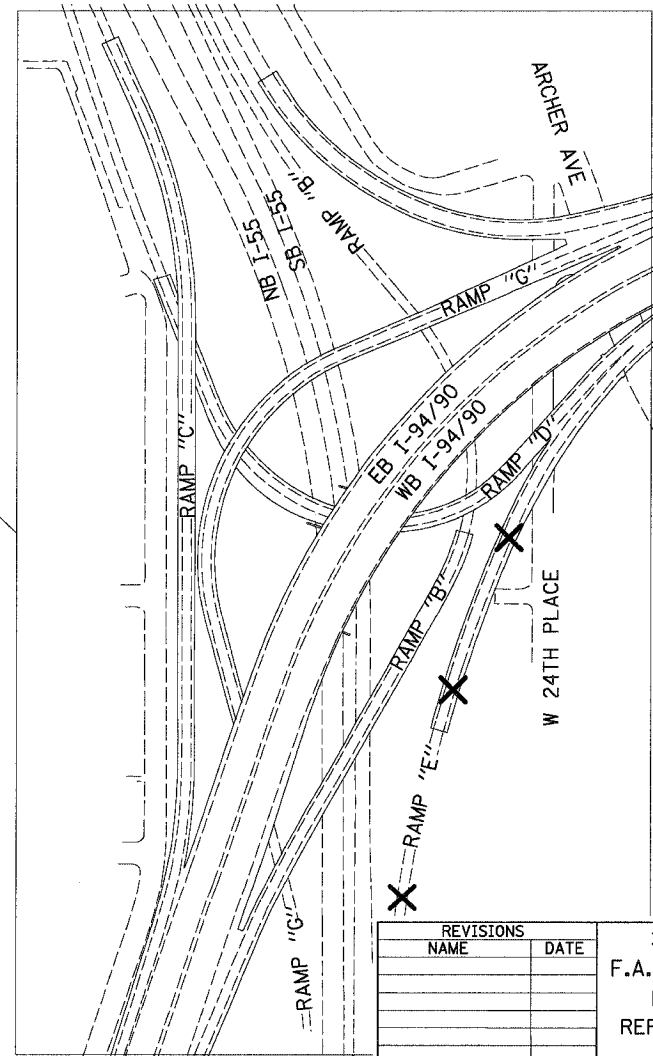 ARCHER AVE
RAMP "B"
NB I-55
SB I-55
RAMP "G"
RAMP "C"
EB I-94/90
WB I-94/90
RAMP "D"
RAMP "B"
W 24TH PLACE
RAMP "E"
RAMP "G"
REVISIONS
NAME DATE
F.A.
REF